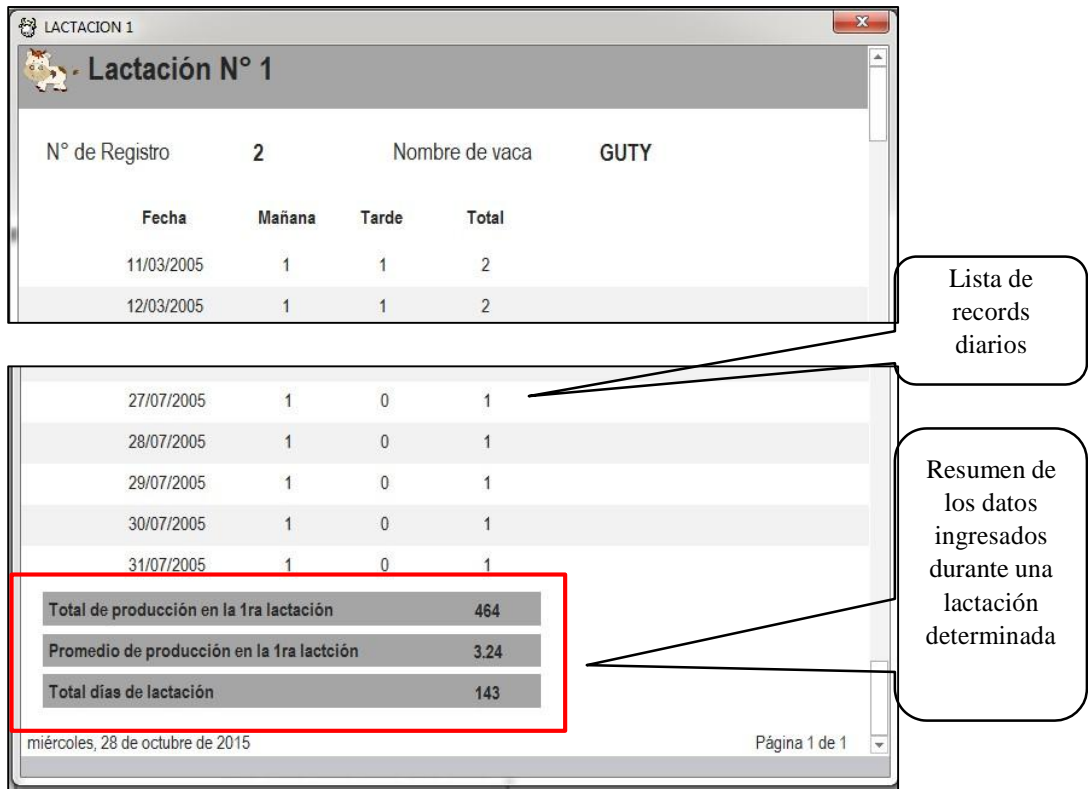 LACTACION 1
Lactación N° 1
N° de Registro 2 Nombre de vaca GUTY
Fecha Mañana Tarde Total
11/03/2005 1 1 2
12/03/2005 1 1 2
Lista de
records
diarios
27/07/2005 1 0 1
28/07/2005 1 0 1
29/07/2005 1 0 1
30/07/2005 1 0 1
31/07/2005 1 0 1
Total de producción en la 1ra lactación 464
Promedio de producción en la 1ra lactción 3.24
Total días de lactación 143
Resumen de
los datos
ingresados
durante una
lactación
determinada
miércoles, 28 de octubre de 2015 Página 1 de 1